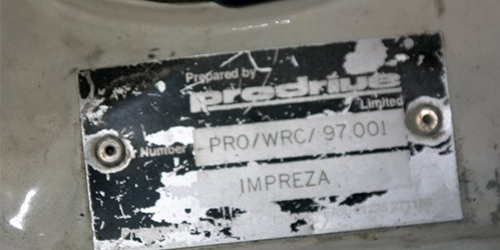 Prepared by
prodrive
Limited
Number PRO/WRC/ 97.001
IMPREZA